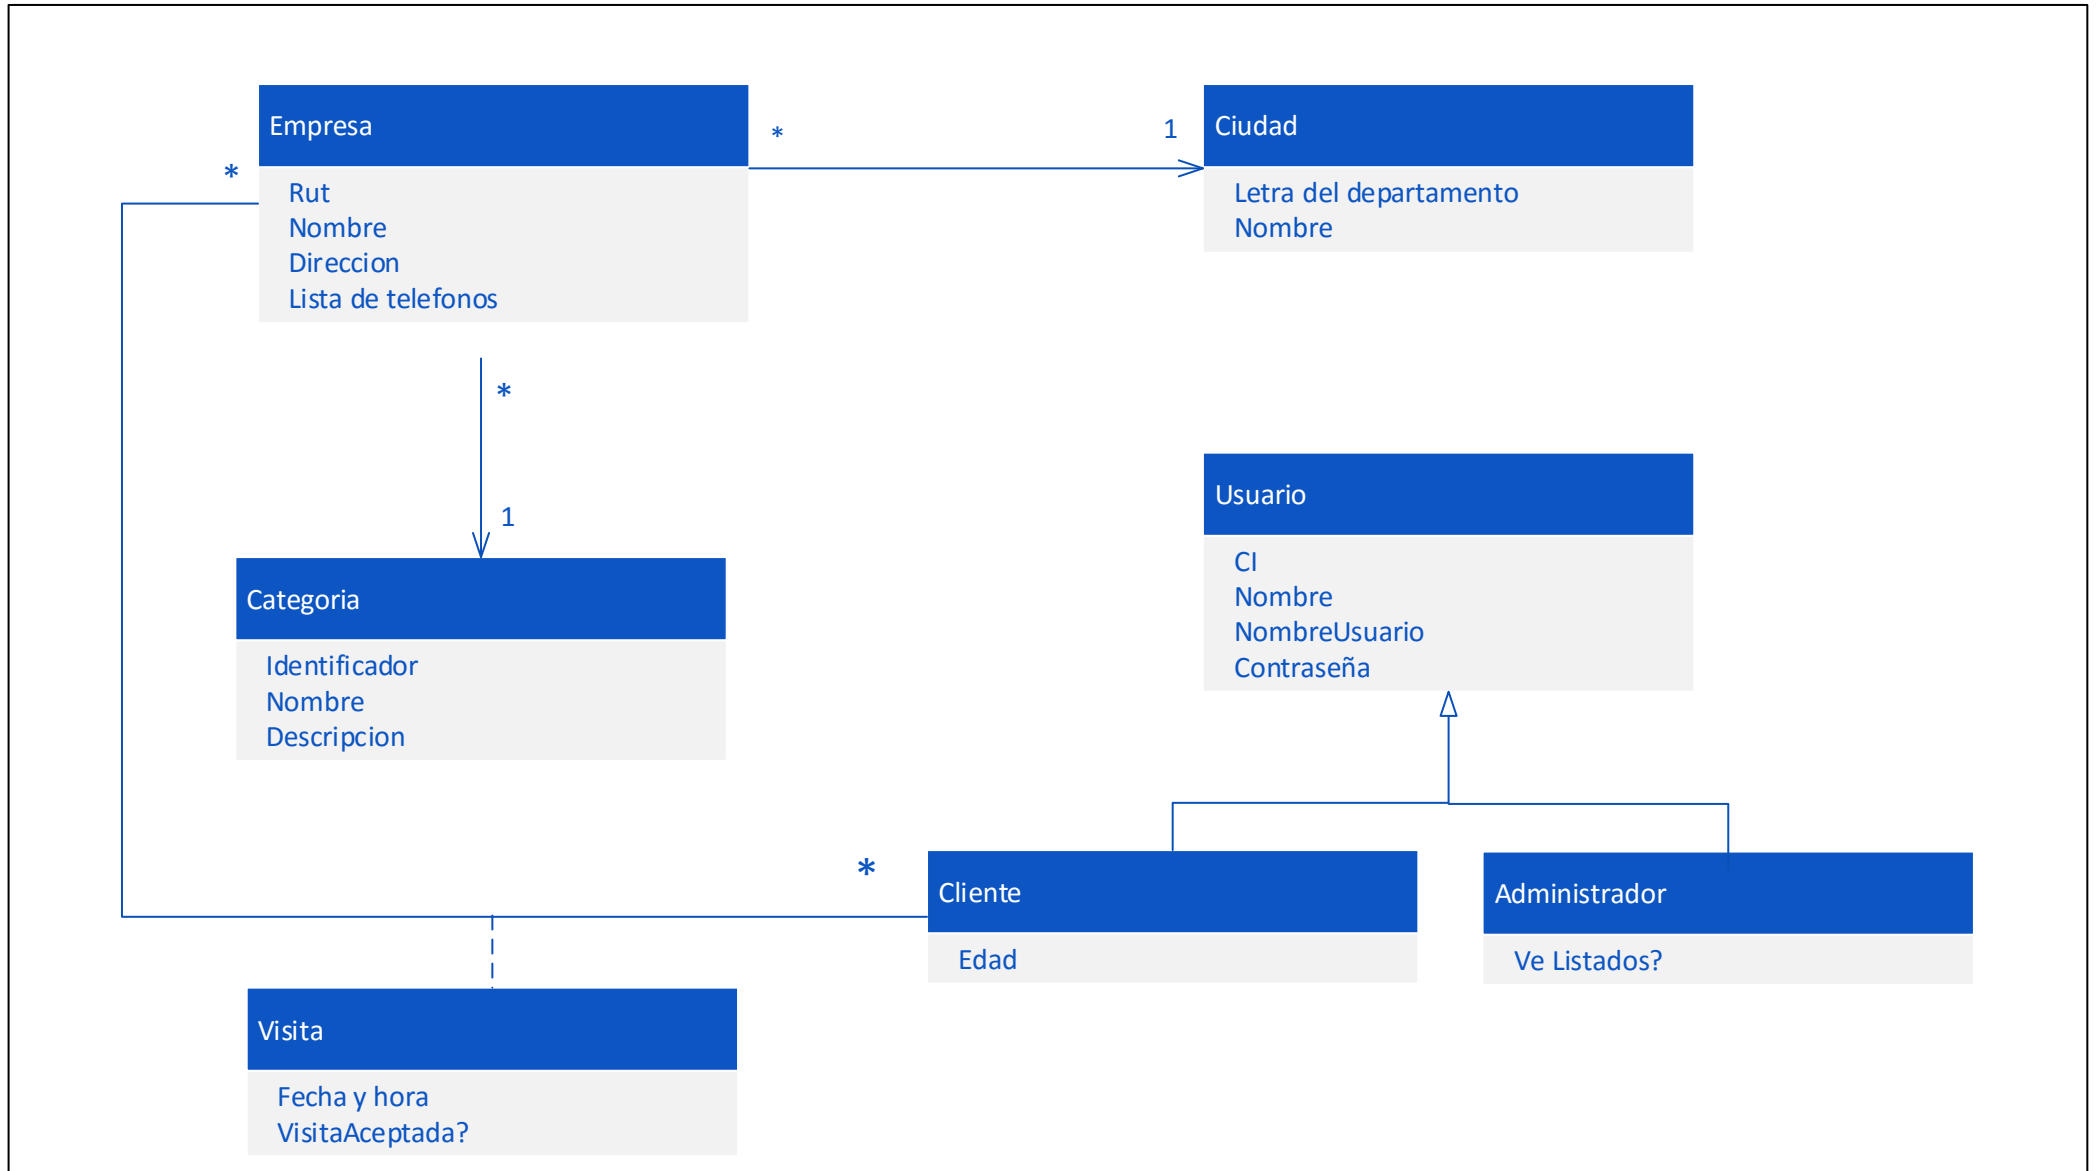 Empresa
Rut
Nombre
Direccion
Lista de telefonos
*
*
1
Ciudad
Letra del departamento
Nombre
*
1
Categoria
Identificador
Nombre
Descripcion
Usuario
CI
Nombre
NombreUsuario
Contraseña
*
Cliente
Edad
Administrador
Ve Listados?
Visita
Fecha y hora
VisitaAceptada?